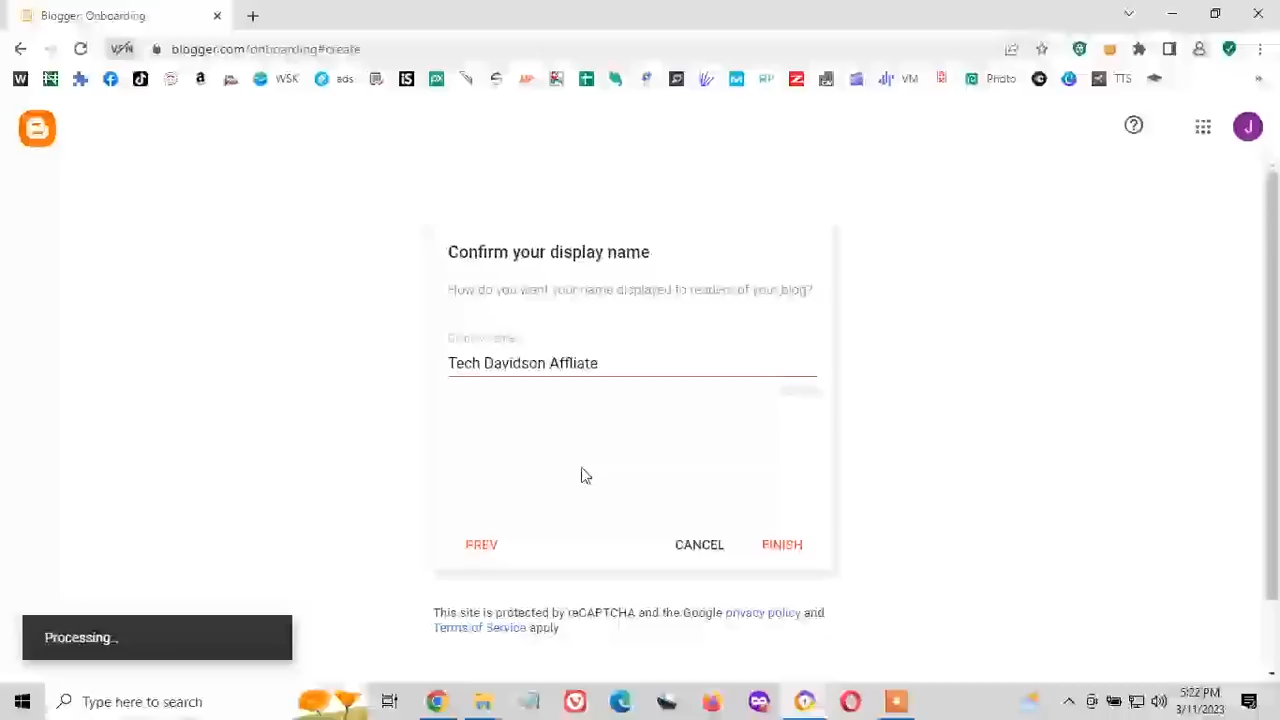 Blogger: Onboarding
VPN
blogger.com/onboarding#create
WSK
ads
VM
Photo
TTS
J
Confirm your display name
How do you want your name displayed to readers of your blog?
Tech Davidson Affliate
PREV
CANCEL
FINISH
This site is protected by reCAPTCHA and the Google privacy policy and
Terms of Service apply
Processing...
Type here to search
5:22 PM
3/11/2023